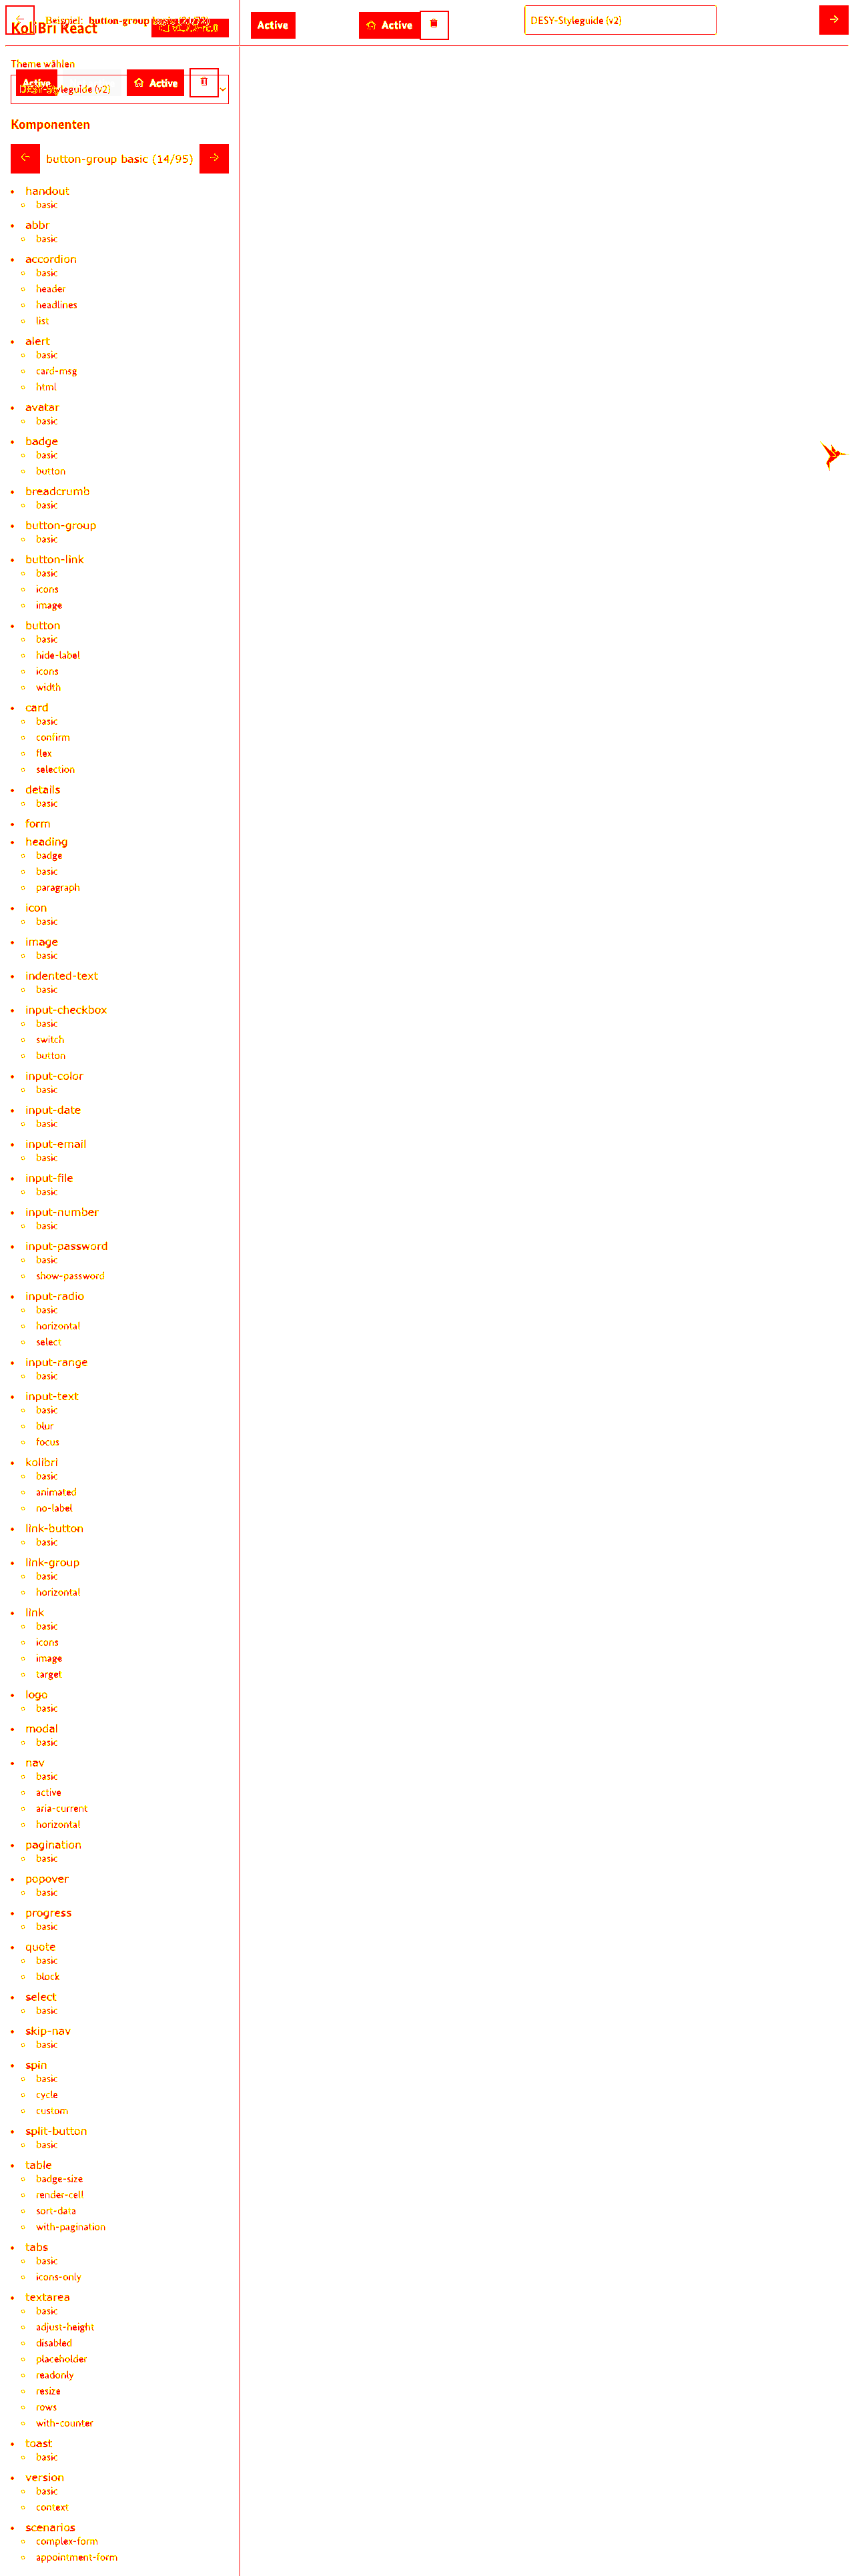 Beispiel: button-group
KoliBri React
Active
Active
DESY-Styleguide (v2)
Theme wählen
DESY-Styleguide (v2)
Active
Active
Komponenten
button-group basic (14/95)
handout
basic
abbr
basic
accordion
basic
header
headlines
list
alert
basic
card-msg
html
avatar
basic
badge
basic
button
breadcrumb
basic
button-group
basic
button-link
basic
icons
image
button
basic
hide-label
icons
width
card
basic
confirm
flex
selection
details
basic
form
heading
badge
basic
paragraph
icon
basic
image
basic
indented-text
basic
input-checkbox
basic
switch
button
input-color
basic
input-date
basic
input-email
basic
input-file
basic
input-number
basic
input-password
basic
show-password
input-radio
basic
horizontal
select
input-range
basic
input-text
basic
blur
focus
kolibri
basic
animated
no-label
link-button
basic
link-group
basic
horizontal
link
basic
icons
image
target
logo
basic
modal
basic
nav
basic
active
aria-current
horizontal
pagination
basic
popover
basic
progress
basic
quote
basic
block
select
basic
skip-nav
basic
spin
basic
cycle
custom
split-button
basic
table
badge-size
render-cell
sort-data
with-pagination
tabs
basic
icons-only
textarea
basic
adjust-height
disabled
placeholder
readonly
resize
rows
with-counter
toast
basic
version
basic
context
scenarios
complex-form
appointment-form